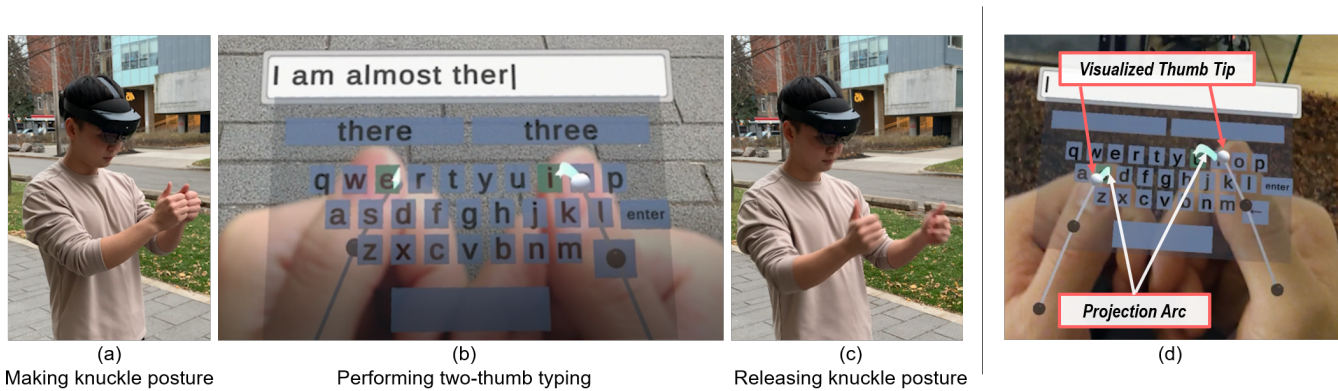 I am almost ther|
there three
q w e r t y u i p
a s d f g h j k l enter
z x c v b n m
Visualized Thumb Tip
q w e r t y o p
a d f g h j k l enter
z x c v b n m
Projection Arc
(a)
(b)
(c)
(d)
Making knuckle posture
Performing two-thumb typing
Releasing knuckle posture